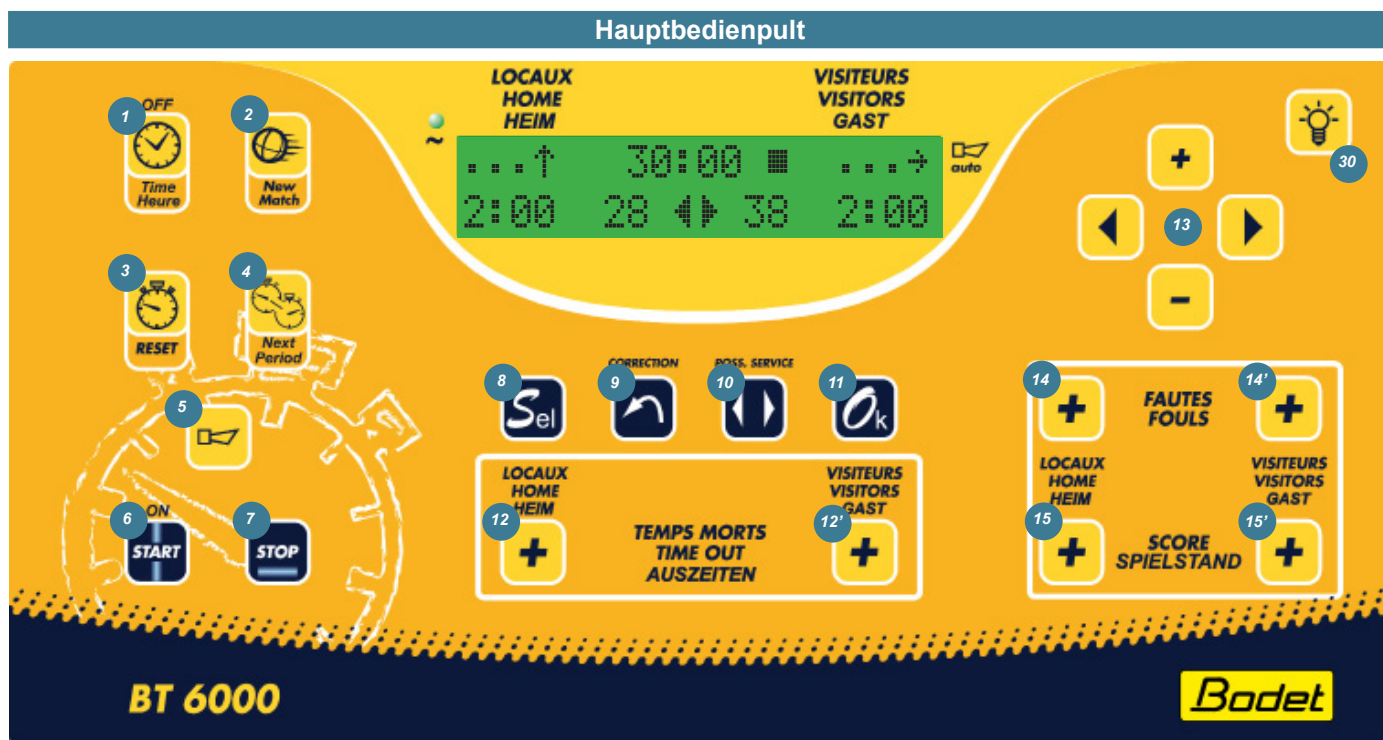 Hauptbedienpult
LOCAUX
HOME
HEIM
VISITEURS
VISITORS
GAST
OFF
1
2
Time
Heure
New
Match
~
...↑ 30:00 ■ ...→
2:00 28 ◀▶ 38 2:00
auto
30
+
13
-
3
4
RESET
Next
Period
5
CORRECTION
POSS. SERVICE
8
9
10
11
Sel
Ok
14
14'
+
FAUTES
FOULS
+
LOCAUX
HOME
HEIM
VISITEURS
VISITORS
GAST
15
15'
+
SCORE
SPIELSTAND
+
LOCAUX
HOME
HEIM
VISITEURS
VISITORS
GAST
12
12'
+
TEMPS MORTS
TIME OUT
AUSZEITEN
+
ON
6
7
START
STOP
BT 6000
Bodet